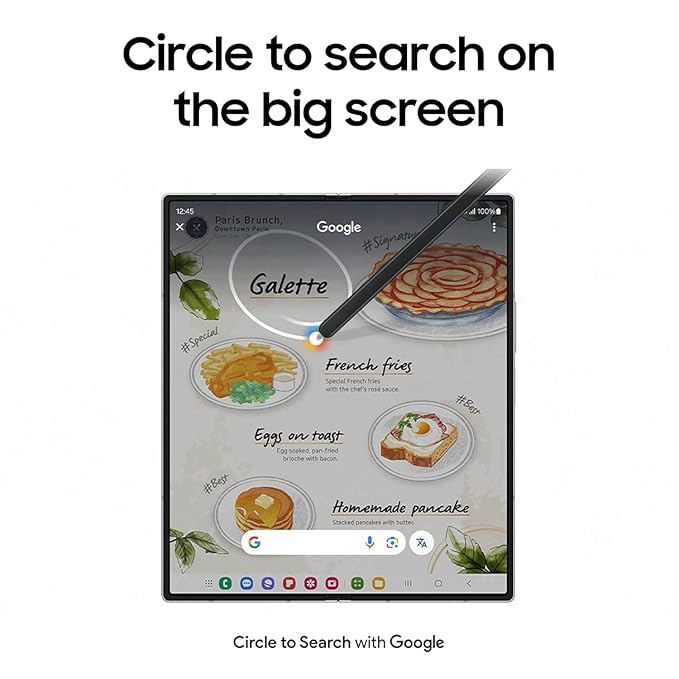 Circle to search on
the big screen
12:45
100%
Paris Brunch,
Downtown Paris
Google
#Signatur
Galette
#Special
French fries
Special French fries
with the chef's rosé sauce.
#Best
Eggs on toast
Egg soaked, pan-fried
brioche with bacon.
#Best
Homemade pancake
Stacked pancakes with butter.
Circle to Search with Google